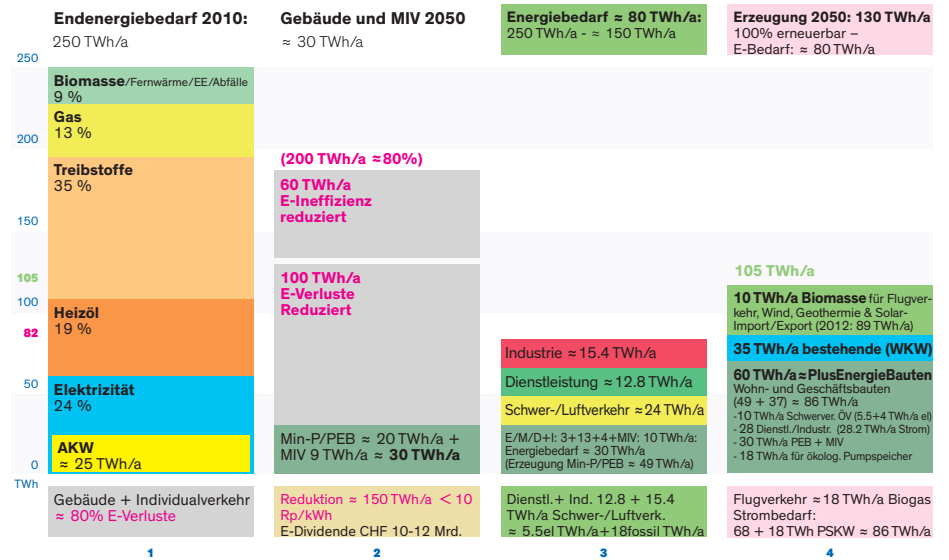 Endenergiebedarf 2010:
250 TWh/a
Gebäude und MIV 2050
≈ 30 TWh/a
Energiebedarf ≈ 80 TWh/a:
250 TWh/a - ≈ 150 TWh/a
Erzeugung 2050: 130 TWh/a
100% erneuerbar –
E-Bedarf: ≈ 80 TWh/a
250
200
150
105
100
82
50
0
TWh
Biomasse/Fernwärme/EE/Abfälle
9 %
Gas
13 %
Treibstoffe
35 %
Heizöl
19 %
Elektrizität
24 %
AKW
≈ 25 TWh/a
Gebäude + Individualverkehr
≈ 80% E-Verluste
1
(200 TWh/a ≈80%)
60 TWh/a
E-Ineffizienz
reduziert
100 TWh/a
E-Verluste
Reduziert
Min-P/PEB ≈ 20 TWh/a +
MIV 9 TWh/a ≈ 30 TWh/a
Reduktion ≈ 150 TWh/a < 10
Rp/kWh
E-Dividende CHF 10-12 Mrd.
2
Industrie ≈ 15.4 TWh/a
Dienstleistung ≈ 12.8 TWh/a
Schwer-/Luftverkehr ≈24 TWh/a
E/M/D+I: 3+13+4+MIV: 10 TWh/a:
Energiebedarf ≈ 30 TWh/a
(Erzeugung Min-P/PEB ≈ 49 TWh/a)
Dienstl.+ Ind. 12.8 + 15.4
TWh/a Schwer-/Luftverk.
≈ 5.5el TWh/a+18fossil TWh/a
3
105 TWh/a
10 TWh/a Biomasse für Flugver-
kehr, Wind, Geothermie & Solar-
Import/Export (2012: 89 TWh/a)
35 TWh/a bestehende (WKW)
60 TWh/a≈PlusEnergieBauten
Wohn- und Geschäftsbauten
(49 + 37) ≈ 86 TWh/a
-10 TWh/a Schwerver. ÖV (5.5+4 TWh/a el)
- 28 Dienstl./Industr. (28.2 TWh/a Strom)
- 30 TWh/a PEB + MIV
- 18 TWh/a für ökolog. Pumpspeicher
Flugverkehr ≈18 TWh/a Biogas
Strombedarf:
68 + 18 TWh PSKW ≈ 86 TWh/a
4